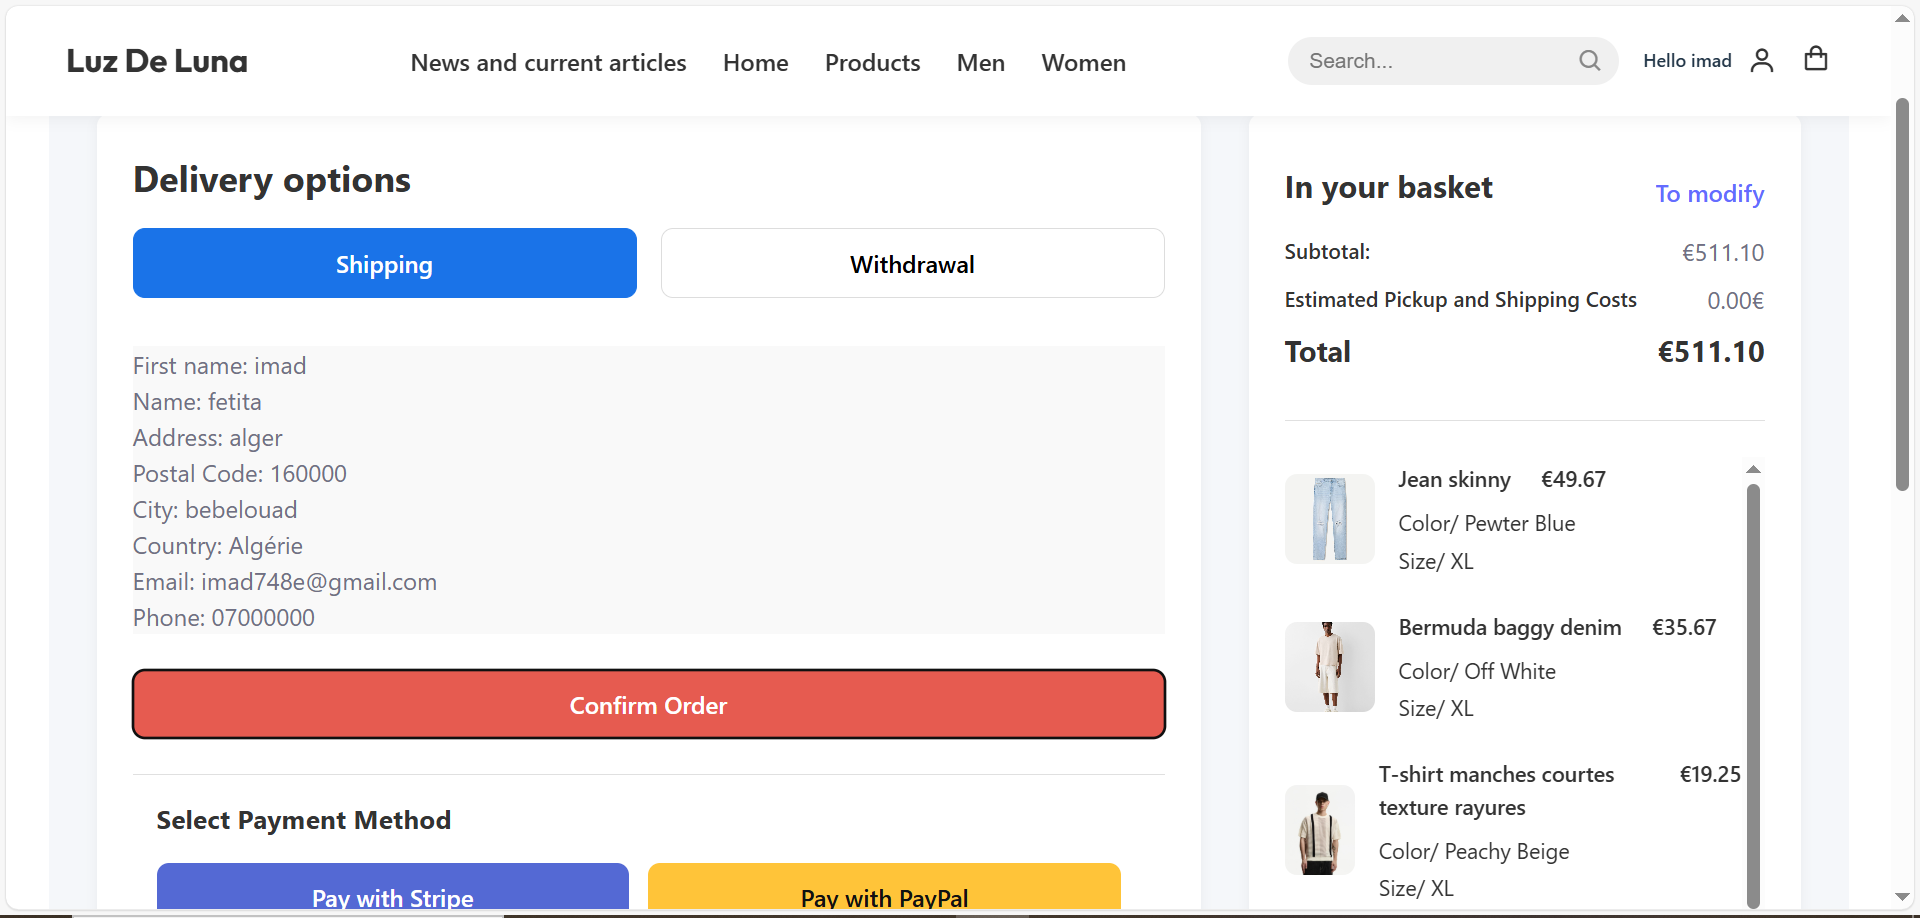 Luz De Luna
News and current articles
Home
Products
Men
Women
Search...
Hello imad
Delivery options
Shipping
Withdrawal
First name: imad
Name: fetita
Address: alger
Postal Code: 160000
City: bebelouad
Country: Algérie
Email: imad748e@gmail.com
Phone: 07000000
Confirm Order
Select Payment Method
Pay with Stripe
Pay with PayPal
In your basket
To modify
Subtotal: €511.10
Estimated Pickup and Shipping Costs 0.00€
Total €511.10
Jean skinny €49.67
Color/ Pewter Blue
Size/ XL
Bermuda baggy denim €35.67
Color/ Off White
Size/ XL
T-shirt manches courtes €19.25
texture rayures
Color/ Peachy Beige
Size/ XL